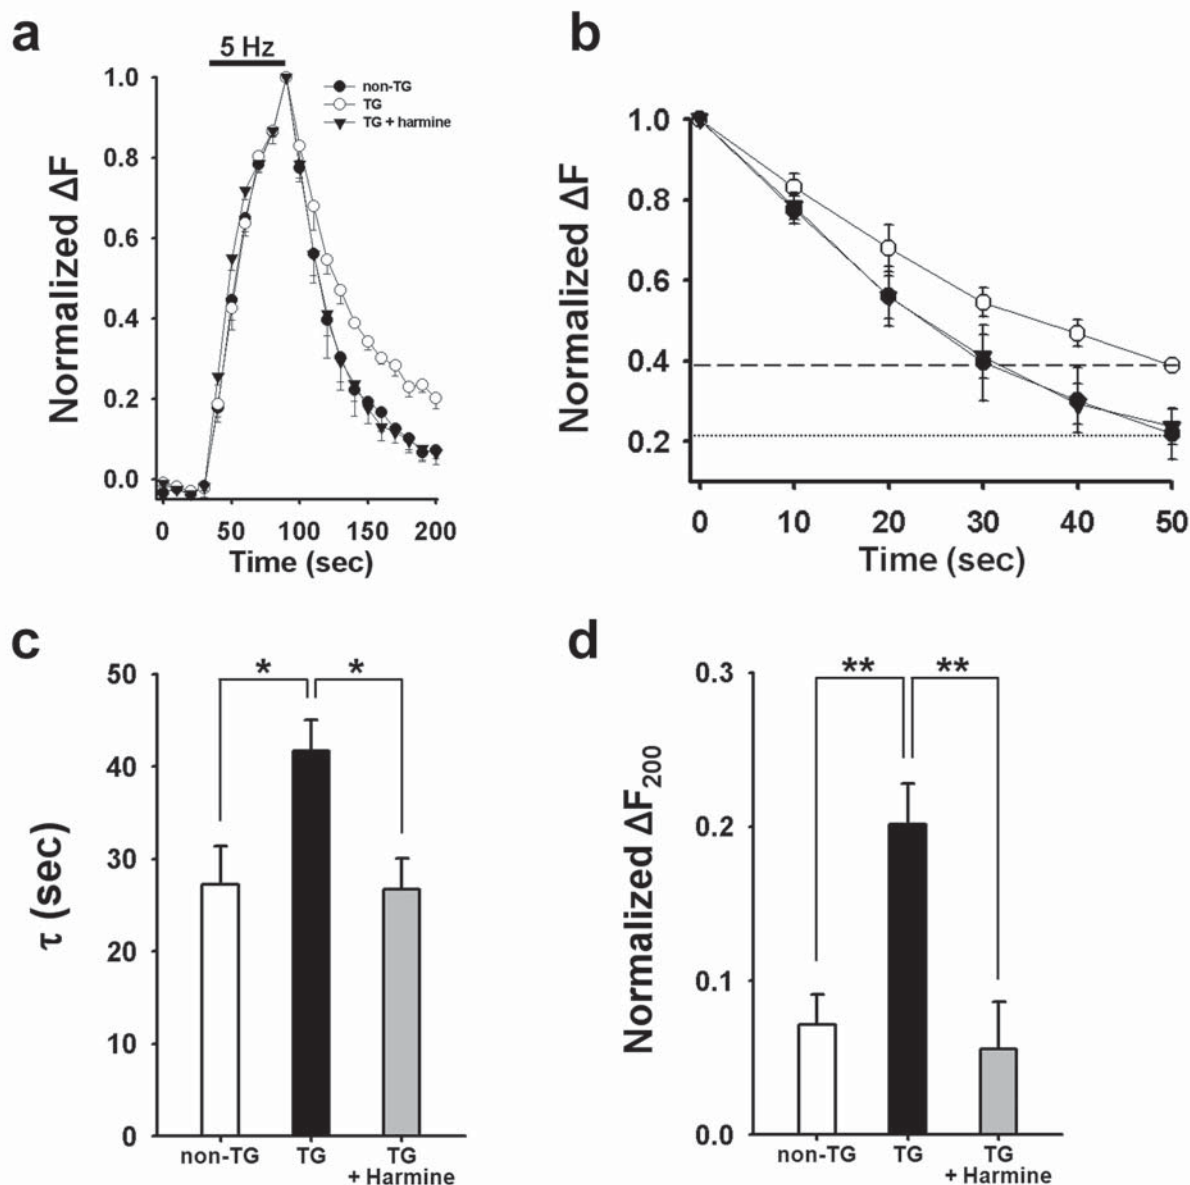 a
5 Hz
non-TG
TG
TG + harmine
Normalized ΔF
1.0
0.8
0.6
0.4
0.2
0.0
0 50 100 150 200
Time (sec)
b
Normalized ΔF
1.0
0.8
0.6
0.4
0.2
0 10 20 30 40 50
Time (sec)
c
τ (sec)
50
40
30
20
10
0
* *
non-TG TG TG
+ Harmine
d
Normalized ΔF200
0.3
0.2
0.1
0.0
** **
non-TG TG TG
+ Harmine